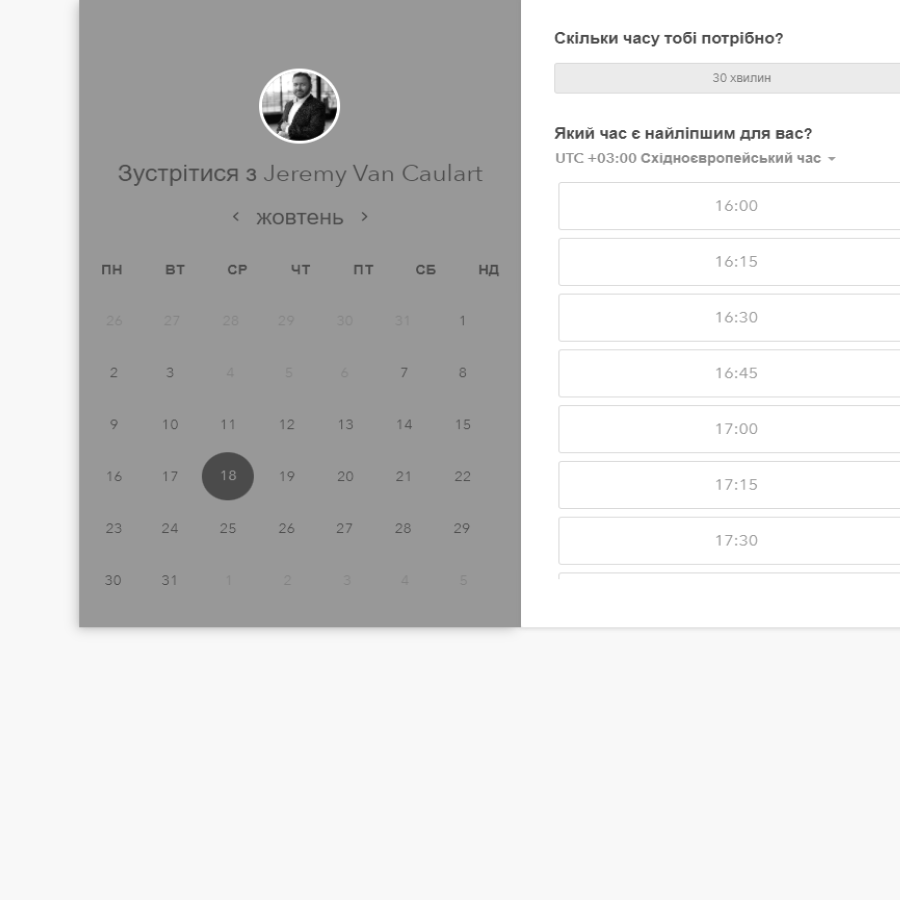 Зустрітися з Jeremy Van Caulart
жовтень
ПН ВТ СР ЧТ ПТ СБ НД
26 27 28 29 30 31 1
2 3 4 5 6 7 8
9 10 11 12 13 14 15
16 17 18 19 20 21 22
23 24 25 26 27 28 29
30 31 1 2 3 4 5
Скільки часу тобі потрібно?
30 хвилин
Який час є найліпшим для вас?
UTC +03:00 Східноєвропейський час
16:00
16:15
16:30
16:45
17:00
17:15
17:30